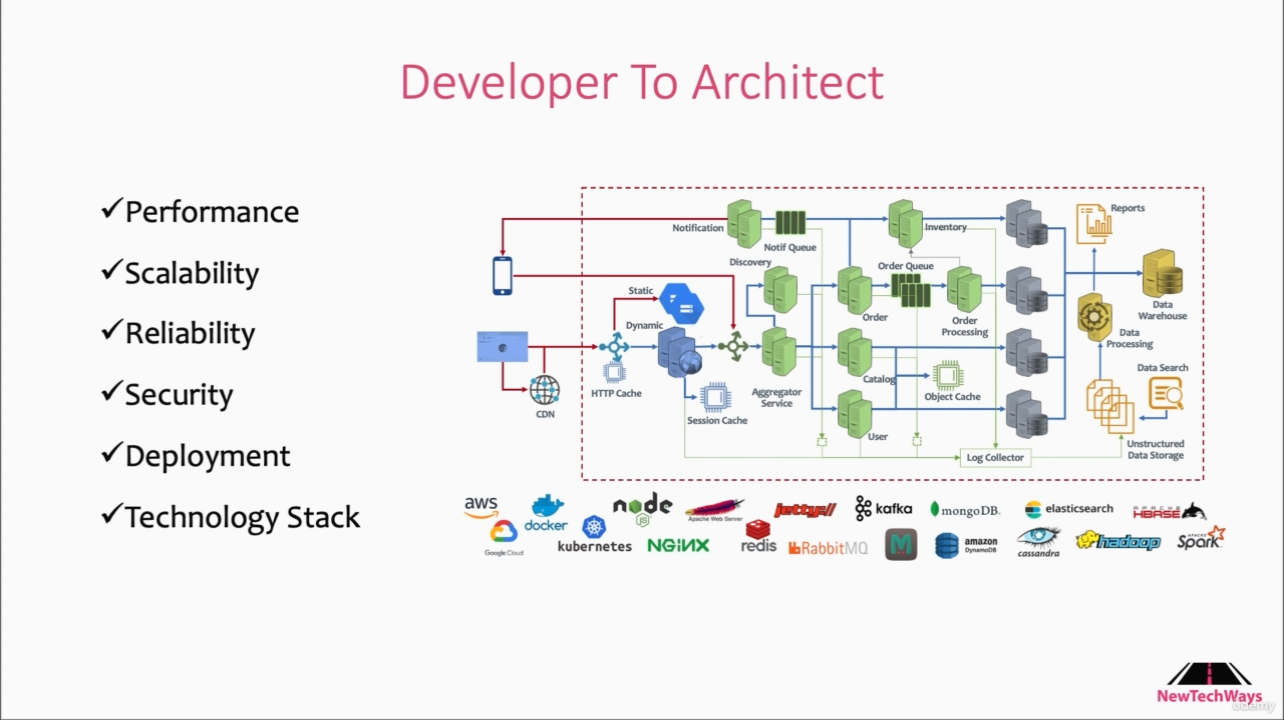 Developer To Architect
✓Performance
✓Scalability
✓Reliability
✓Security
✓Deployment
✓Technology Stack
Notification
Notif Queue
Inventory
Reports
Discovery
Order Queue
Static
Order
Order
Processing
Data
Warehouse
Dynamic
Data
Processing
HTTP Cache
Aggregator
Service
Catalog
Object Cache
Data Search
CDN
Session Cache
User
Log Collector
Unstructured
Data Storage
aws
docker
node
JS
Apache Web Server
jetty://
kafka
mongoDB.
elasticsearch
APACHE
HBASE
Google Cloud
kubernetes
NGINX
redis
RabbitMQ
M
amazon
DynamoDB
cassandra
hadoop
APACHE
Spark
NewTechWays
udemy